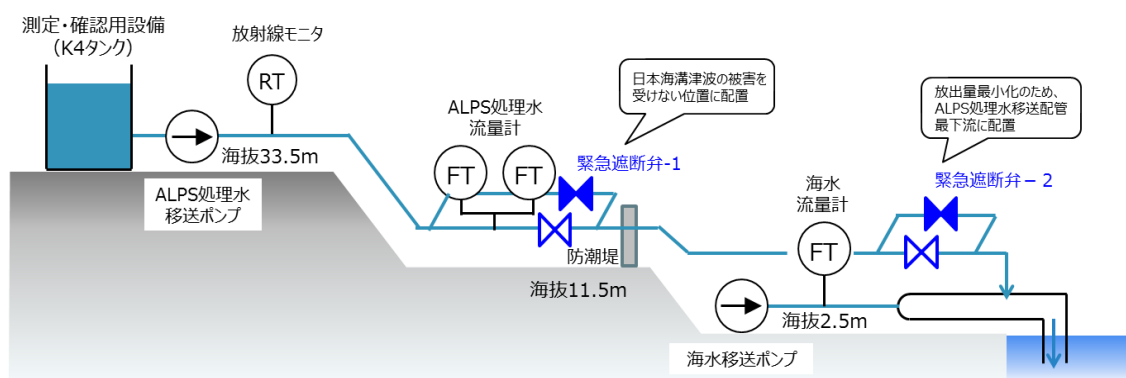 測定・確認用設備
（K4タンク）
放射線モニタ
RT
海抜33.5m
ALPS処理水
移送ポンプ
ALPS処理水
流量計
FT
FT
日本海溝津波の被害を
受けない位置に配置
緊急遮断弁-1
防潮堤
海抜11.5m
放出量最小化のため、
ALPS処理水移送配管
最下流に配置
緊急遮断弁－2
海水
流量計
FT
海抜2.5m
海水移送ポンプ